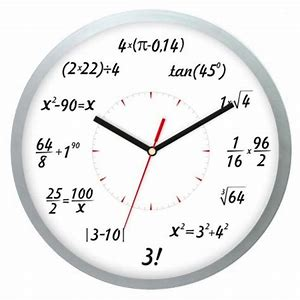 4×(π-0,14)
(2×22)÷4
tan(45°)
x²-90=x
1×√4
64/8+1⁹⁰
1/16×96/2
25/2=100/x
³√64
|3-10|
x²=3²+4²
3!